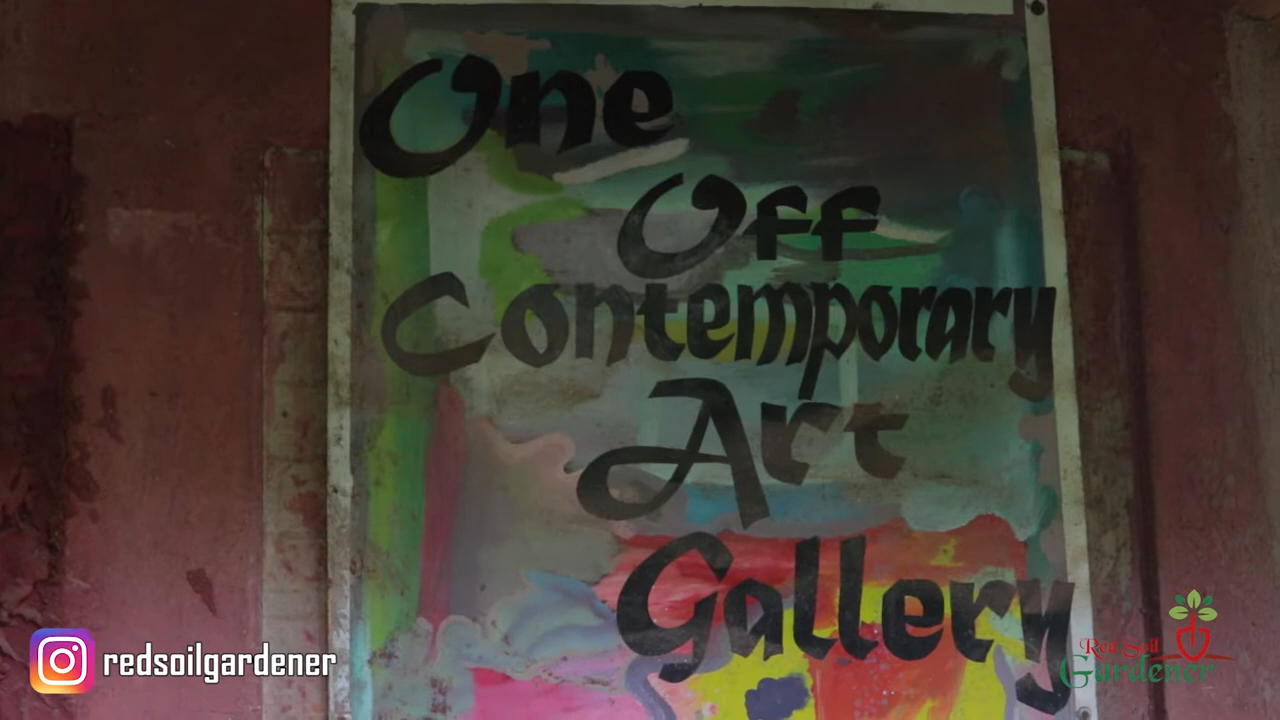 One
Off
Contemporary
Art
Gallery
redsoilgardener
Red Soil
Gardener